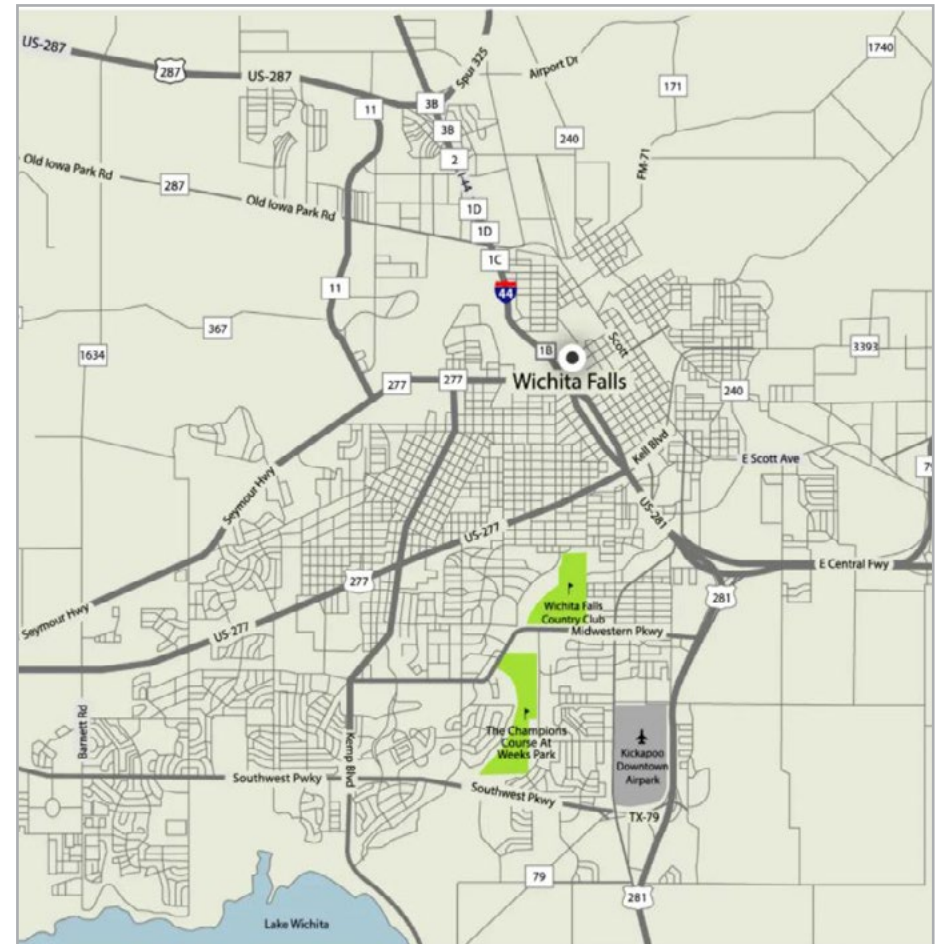 US-287
287
US-287
11
3B
Spur 325
Airport Dr
1740
171
3B
240
2
I-44
FM-71
Old Iowa Park Rd
287
Old Iowa Park Rd
1D
1D
1C
11
44
367
1634
1B
Scott
3393
277
277
Wichita Falls
240
Kell Blvd
E Scott Ave
79
Seymour Hwy
US-281
US-277
277
E Central Fwy
281
Seymour Hwy
US-277
Wichita Falls
Country Club
Midwestern Pkwy
Barnett Rd
Kemp Blvd
The Champions
Course At
Weeks Park
Kickapoo
Downtown
Airpark
Southwest Pwky
Southwest Pkwy
TX-79
79
281
Lake Wichita